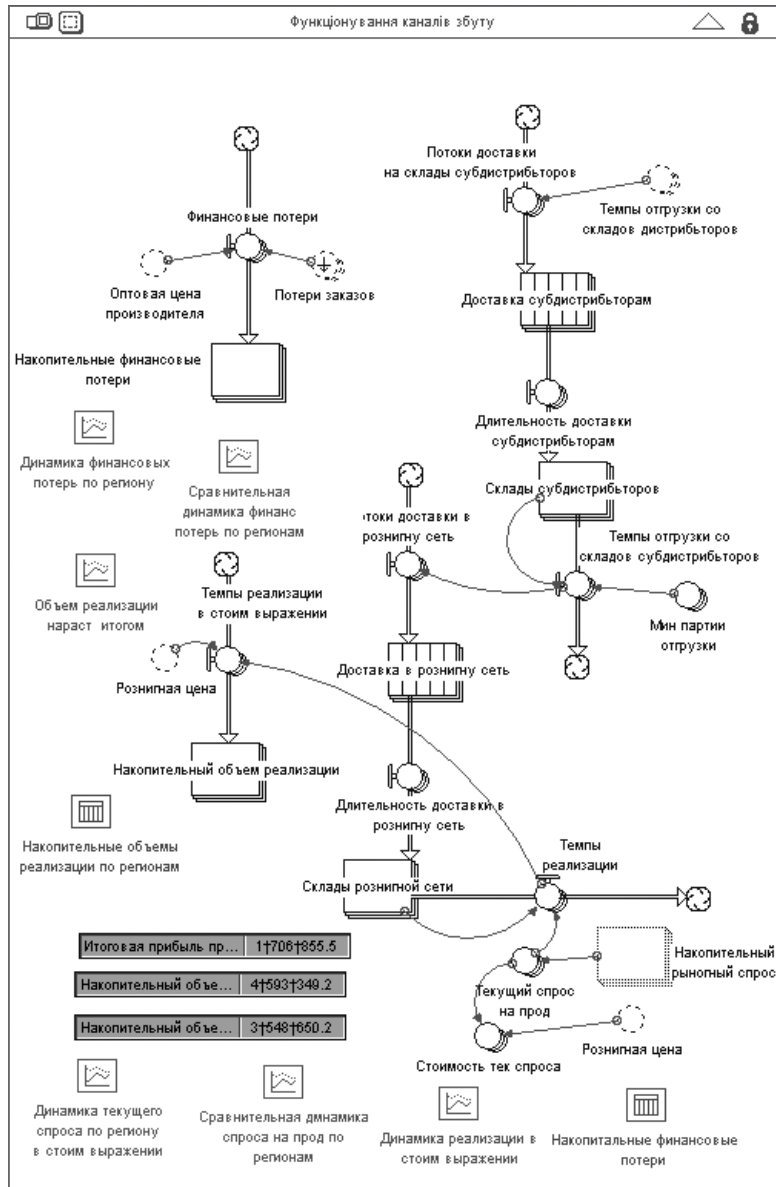 Функціонування каналів збуту
Потоки доставки
на склады субдистрибьторов
Финансовые потери
Темпы отгрузки со
складов дистрибьторов
Оптовая цена
производителя
Потери заказов
Доставка субдистрибьторам
Накопительные финансовые
потери
Длительность доставки
субдистрибьторам
Динамика финансовых
потерь по региону
Сравнительная
динамика финанс
потерь по регионам
Склады субдистрибьторов
отоки доставки в
рознигну сеть
Темпы отгрузки со
складов субдистрибьторов
Объем реализации
нараст итогом
Темпы реализации
в стоим выражении
Мин партии
отгрузки
Рознигная цена
Доставка в рознигну сеть
Накопительный объем реализации
Длительность доставки в
рознигну сеть
Накопительные объемы
реализации по регионам
Темпы
реализации
Склады рознигной сети
Итоговая прибыль пр... 1†706†855.5
Накопительный объе... 4†593†349.2
Накопительный объе... 3†548†650.2
Накопительный
рыногный спрос
Текущий спрос
на прод
Стоимость тек спроса
Рознигная цена
Динамика текущего
спроса по региону
в стоим выражении
Сравнительная дмнамика
спроса на прод по
регионам
Динамика реализации в
стоим выражении
Накопитальные финансовые
потери